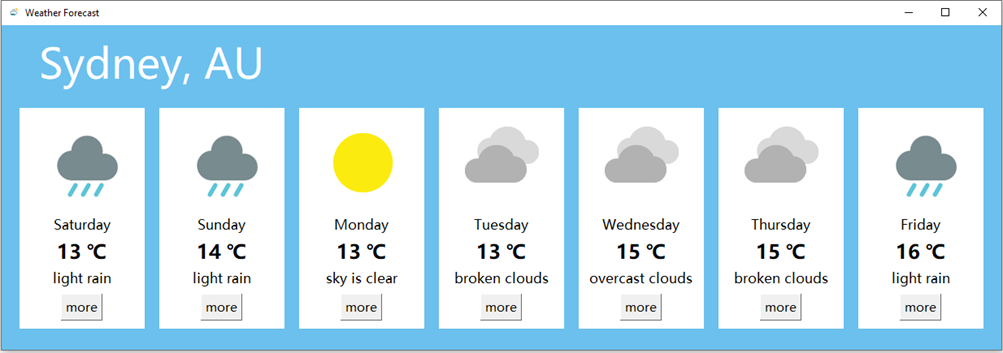 Weather Forecast
Sydney, AU
Saturday
13 ℃
light rain
more
Sunday
14 ℃
light rain
more
Monday
13 ℃
sky is clear
more
Tuesday
13 ℃
broken clouds
more
Wednesday
15 ℃
overcast clouds
more
Thursday
15 ℃
broken clouds
more
Friday
16 ℃
light rain
more